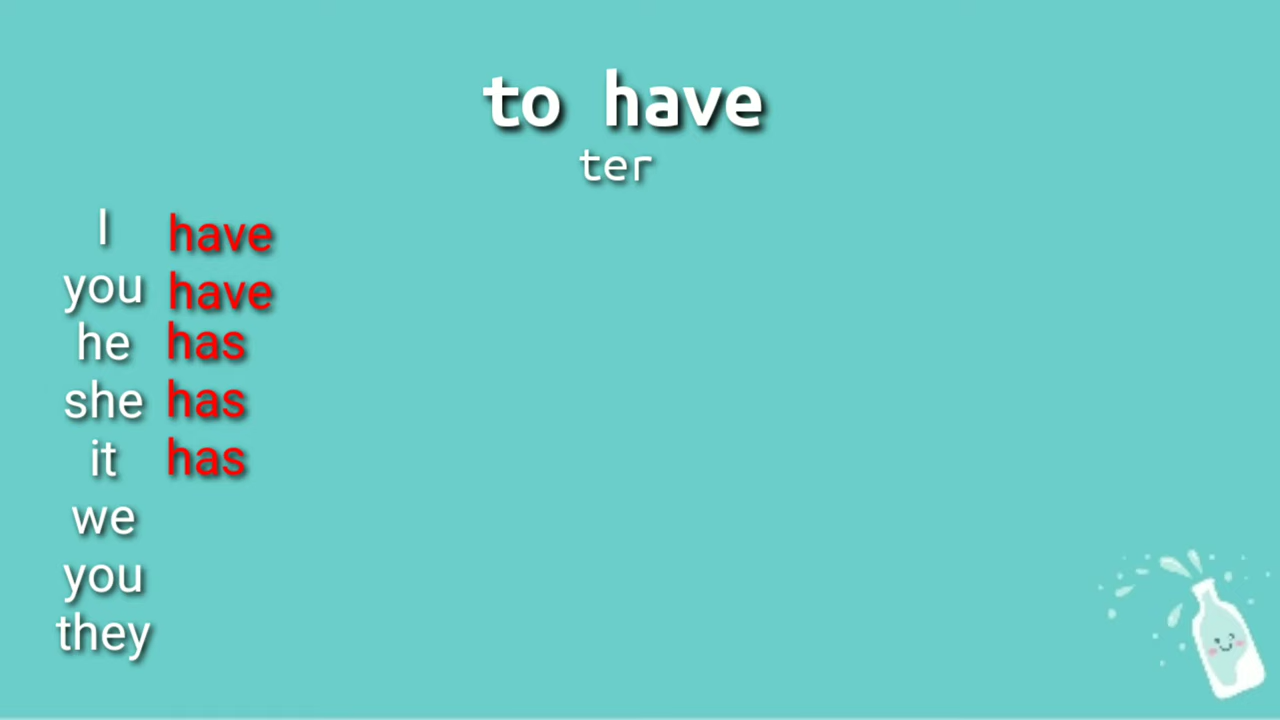 to have
ter
I have
you have
he has
she has
it has
we
you
they